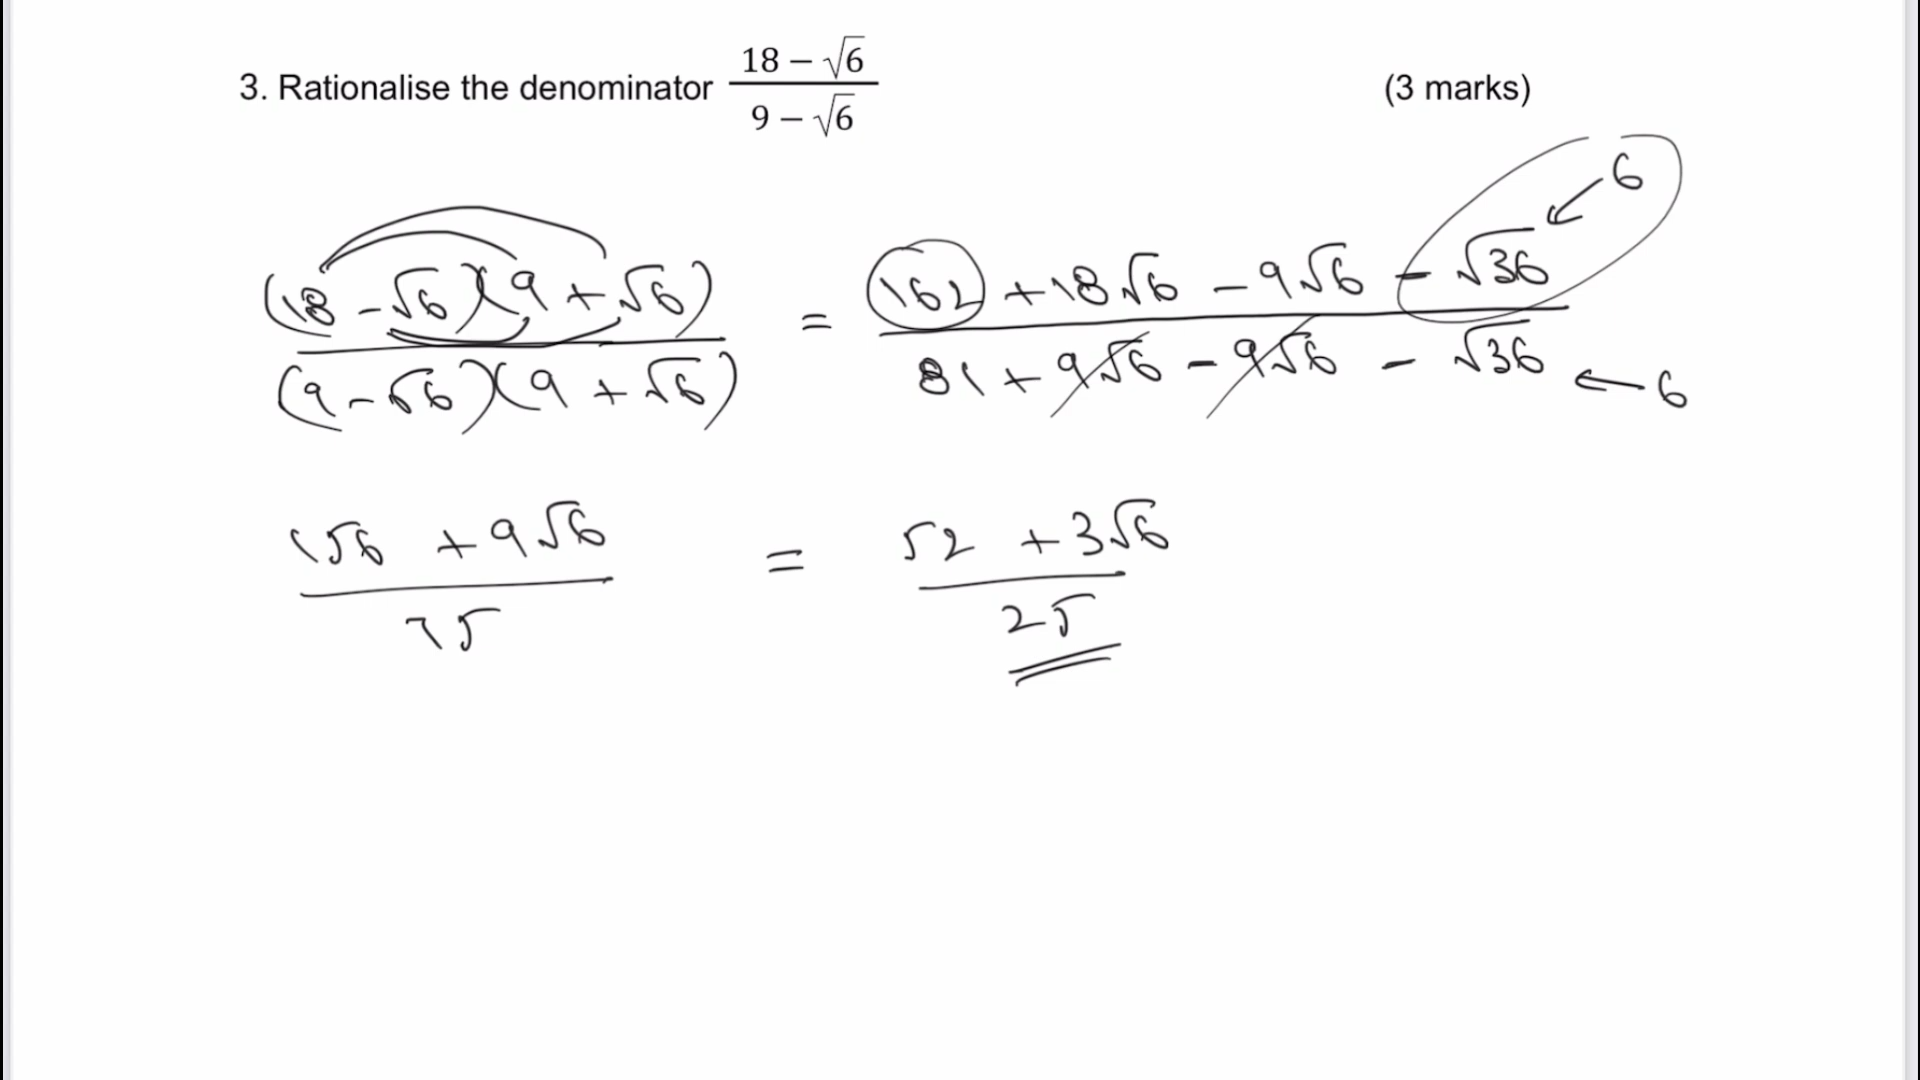 3. Rationalise the denominator (18 − √6)/(9 − √6) (3 marks)
6
(18 − √6)(9 + √6) = 162 + 18√6 − 9√6 − √36
(9 − √6)(9 + √6) 81 + 9√6 − 9√6 − √36 ← 6
156 + 9√6 = 52 + 3√6
75 25